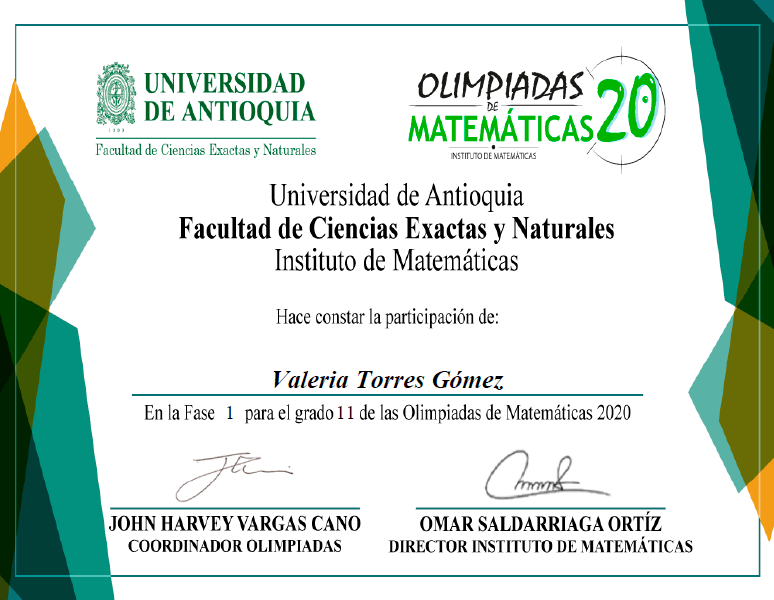 UNIVERSIDAD
DE ANTIOQUIA
1803
Facultad de Ciencias Exactas y Naturales
OLIMPIADAS
DE
MATEMÁTICAS 20
INSTITUTO DE MATEMÁTICAS
Universidad de Antioquia
Facultad de Ciencias Exactas y Naturales
Instituto de Matemáticas
Hace constar la participación de:
Valeria Torres Gómez
En la Fase 1 para el grado 11 de las Olimpiadas de Matemáticas 2020
JOHN HARVEY VARGAS CANO
COORDINADOR OLIMPIADAS
OMAR SALDARRIAGA ORTÍZ
DIRECTOR INSTITUTO DE MATEMÁTICAS